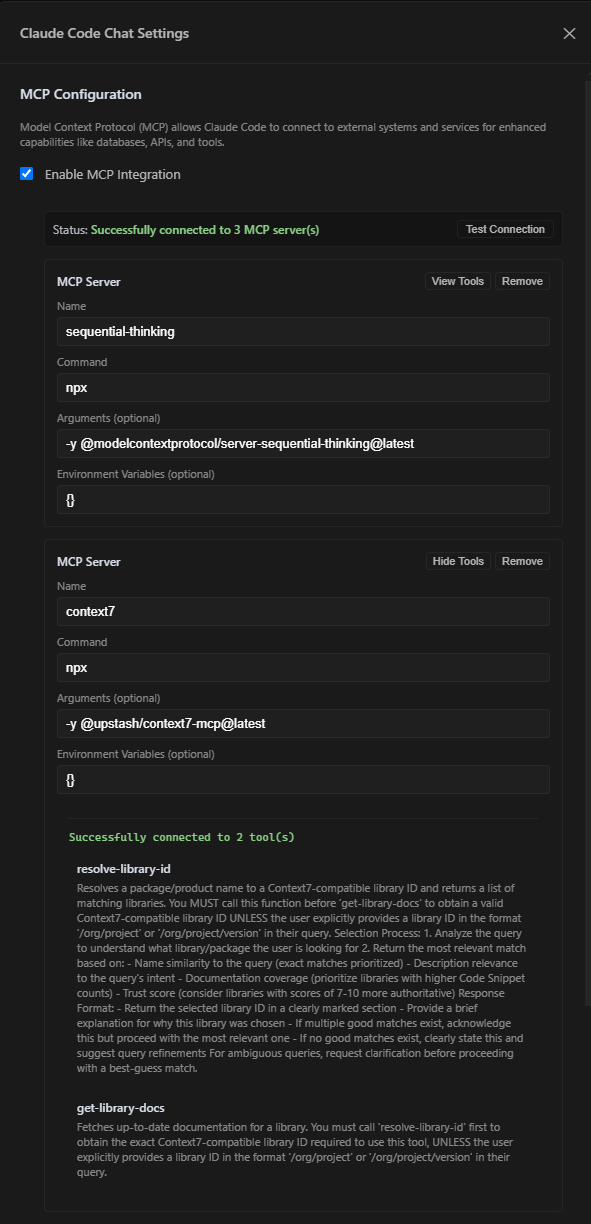 Claude Code Chat Settings
MCP Configuration
Model Context Protocol (MCP) allows Claude Code to connect to external systems and services for enhanced
capabilities like databases, APIs, and tools.
Enable MCP Integration
Status: Successfully connected to 3 MCP server(s)
Test Connection
MCP Server
View Tools
Remove
Name
sequential-thinking
Command
npx
Arguments (optional)
-y @modelcontextprotocol/server-sequential-thinking@latest
Environment Variables (optional)
{}
MCP Server
Hide Tools
Remove
Name
context7
Command
npx
Arguments (optional)
-y @upstash/context7-mcp@latest
Environment Variables (optional)
{}
Successfully connected to 2 tool(s)
resolve-library-id
Resolves a package/product name to a Context7-compatible library ID and returns a list of
matching libraries. You MUST call this function before 'get-library-docs' to obtain a valid
Context7-compatible library ID UNLESS the user explicitly provides a library ID in the format
'/org/project' or '/org/project/version' in their query. Selection Process: 1. Analyze the query
to understand what library/package the user is looking for 2. Return the most relevant match
based on: - Name similarity to the query (exact matches prioritized) - Description relevance
to the query's intent - Documentation coverage (prioritize libraries with higher Code Snippet
counts) - Trust score (consider libraries with scores of 7-10 more authoritative) Response
Format: - Return the selected library ID in a clearly marked section - Provide a brief
explanation for why this library was chosen - If multiple good matches exist, acknowledge
this but proceed with the most relevant one - If no good matches exist, clearly state this and
suggest query refinements For ambiguous queries, request clarification before proceeding
with a best-guess match.
get-library-docs
Fetches up-to-date documentation for a library. You must call 'resolve-library-id' first to
obtain the exact Context7-compatible library ID required to use this tool, UNLESS the user
explicitly provides a library ID in the format '/org/project' or '/org/project/version' in their
query.